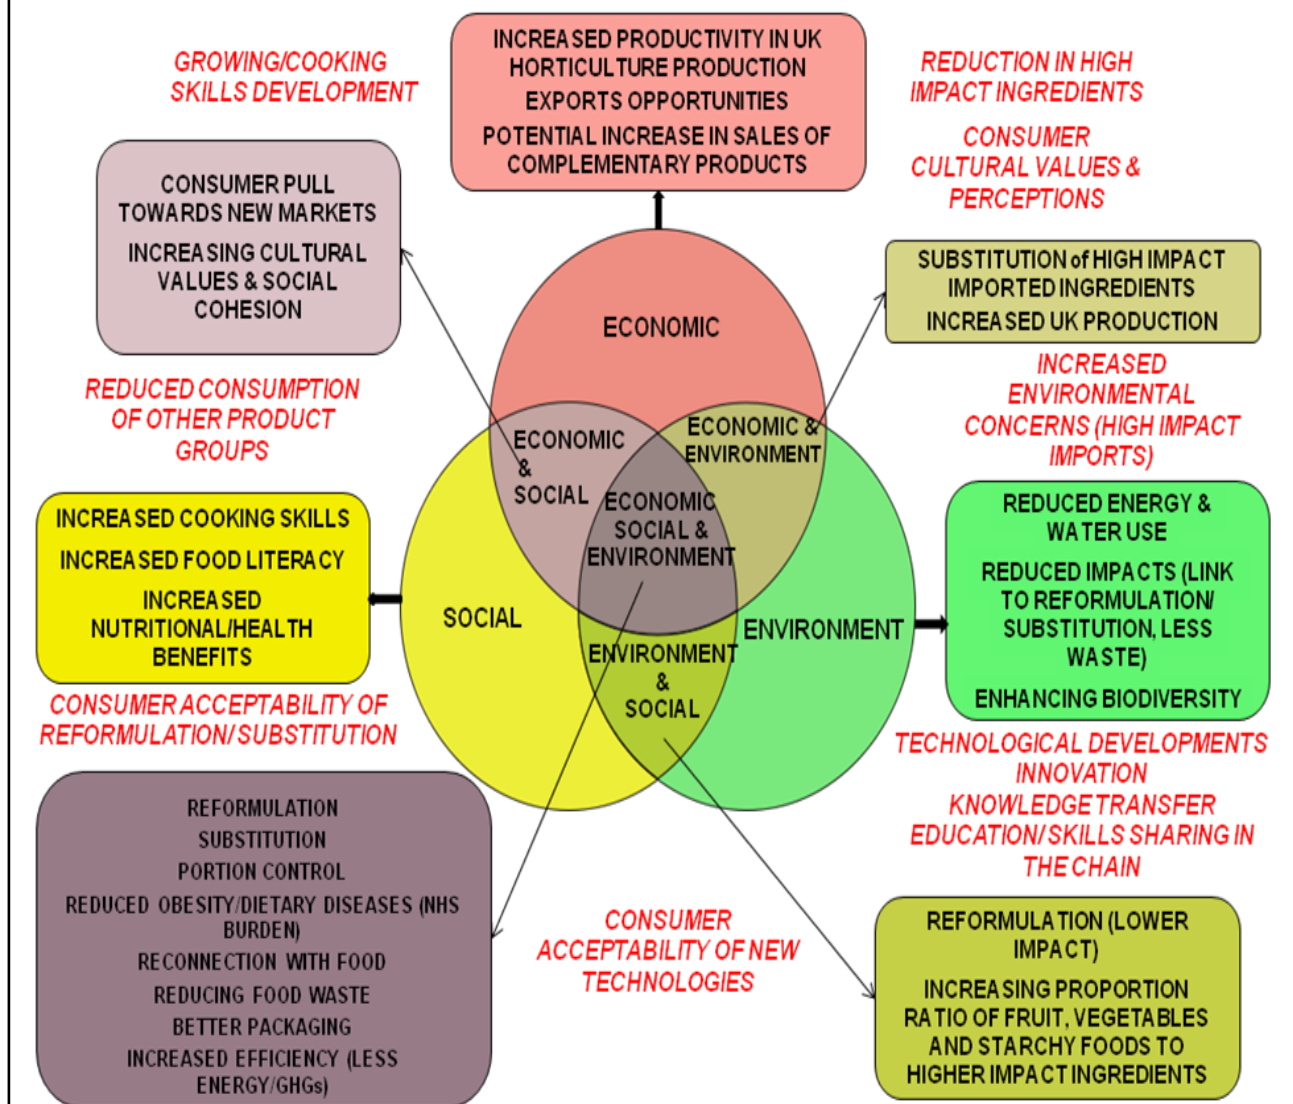 GROWING/COOKING
SKILLS DEVELOPMENT
INCREASED PRODUCTIVITY IN UK
HORTICULTURE PRODUCTION
EXPORTS OPPORTUNITIES
POTENTIAL INCREASE IN SALES OF
COMPLEMENTARY PRODUCTS
REDUCTION IN HIGH
IMPACT INGREDIENTS
CONSUMER
CULTURAL VALUES &
PERCEPTIONS
CONSUMER PULL
TOWARDS NEW MARKETS
INCREASING CULTURAL
VALUES & SOCIAL
COHESION
SUBSTITUTION of HIGH IMPACT
IMPORTED INGREDIENTS
INCREASED UK PRODUCTION
ECONOMIC
REDUCED CONSUMPTION
OF OTHER PRODUCT
GROUPS
INCREASED
ENVIRONMENTAL
CONCERNS (HIGH IMPACT
IMPORTS)
ECONOMIC
&
SOCIAL
ECONOMIC &
ENVIRONMENT
ECONOMIC
SOCIAL &
ENVIRONMENT
INCREASED COOKING SKILLS
INCREASED FOOD LITERACY
INCREASED
NUTRITIONAL/HEALTH
BENEFITS
SOCIAL
ENVIRONMENT
ENVIRONMENT
&
SOCIAL
REDUCED ENERGY &
WATER USE
REDUCED IMPACTS (LINK
TO REFORMULATION/
SUBSTITUTION, LESS
WASTE)
ENHANCING BIODIVERSITY
CONSUMER ACCEPTABILITY OF
REFORMULATION/SUBSTITUTION
TECHNOLOGICAL DEVELOPMENTS
INNOVATION
KNOWLEDGE TRANSFER
EDUCATION/SKILLS SHARING IN
THE CHAIN
REFORMULATION
SUBSTITUTION
PORTION CONTROL
REDUCED OBESITY/DIETARY DISEASES (NHS
BURDEN)
RECONNECTION WITH FOOD
REDUCING FOOD WASTE
BETTER PACKAGING
INCREASED EFFICIENCY (LESS
ENERGY/GHGs)
CONSUMER
ACCEPTABILITY OF NEW
TECHNOLOGIES
REFORMULATION (LOWER
IMPACT)
INCREASING PROPORTION
RATIO OF FRUIT, VEGETABLES
AND STARCHY FOODS TO
HIGHER IMPACT INGREDIENTS